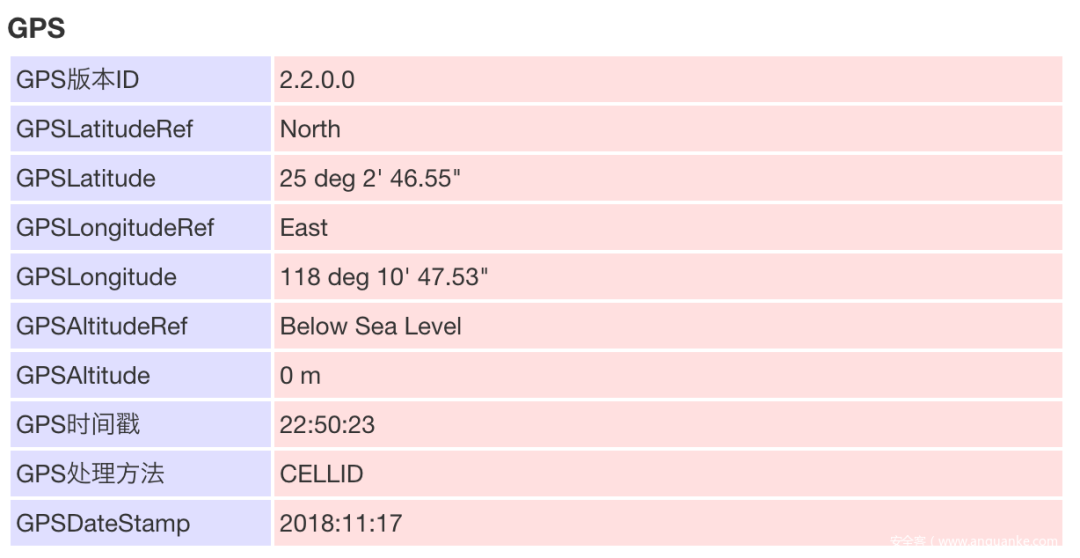 GPS
GPS版本ID 2.2.0.0
GPSLatitudeRef North
GPSLatitude 25 deg 2' 46.55"
GPSLongitudeRef East
GPSLongitude 118 deg 10' 47.53"
GPSAltitudeRef Below Sea Level
GPSAltitude 0 m
GPS时间戳 22:50:23
GPS处理方法 CELLID
GPSDateStamp 2018:11:17
安全客 ( www.anquanke.com )